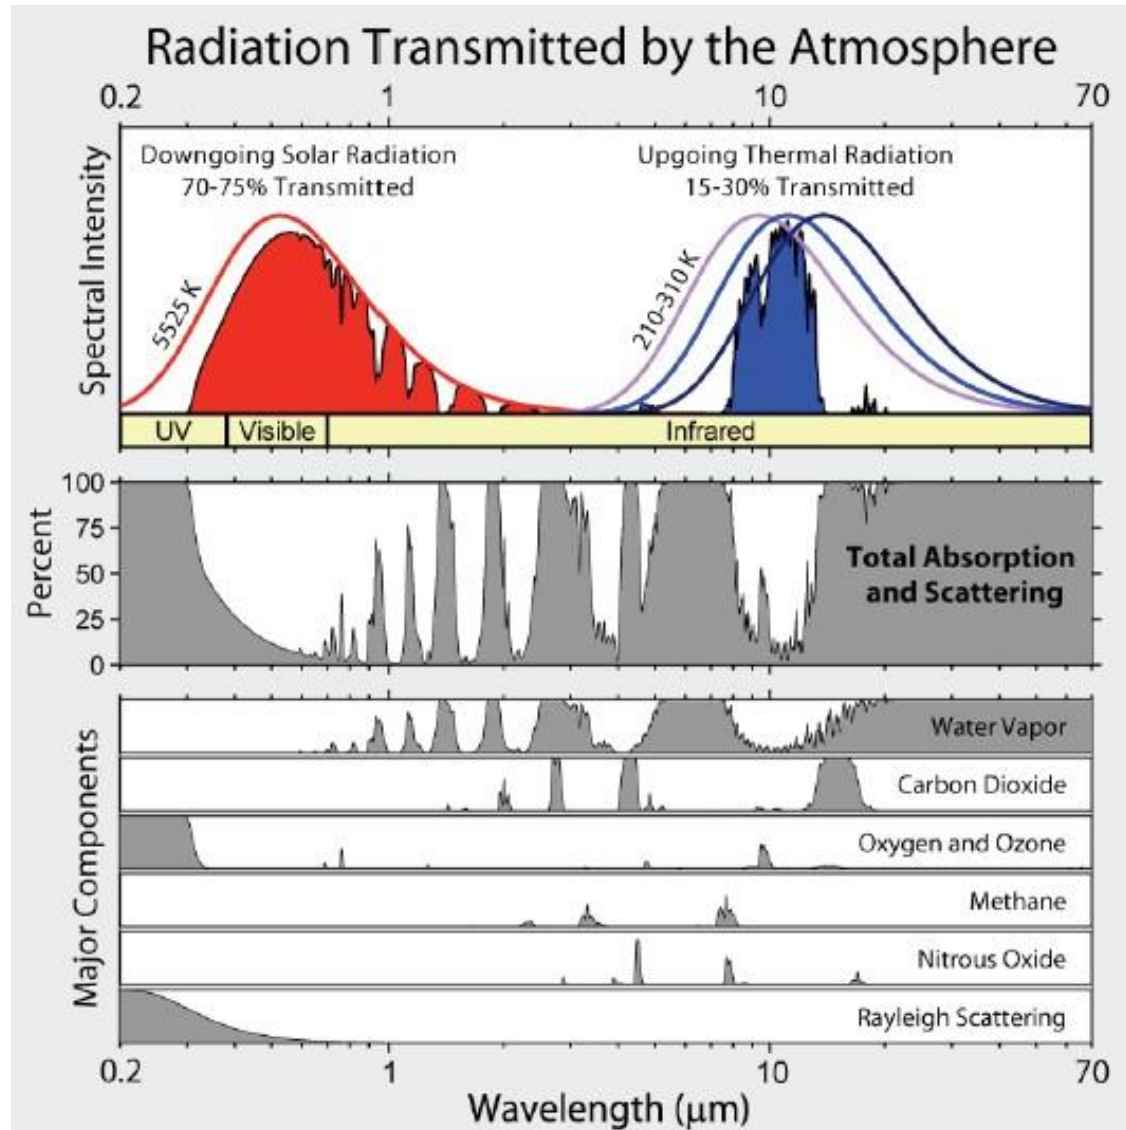 Radiation Transmitted by the Atmosphere
0.2 1 10 70
Downgoing Solar Radiation
70-75% Transmitted
Upgoing Thermal Radiation
15-30% Transmitted
Spectral Intensity
5525 K
210-310 K
UV Visible Infrared
Percent
100
75
50
25
0
Total Absorption
and Scattering
Major Components
Water Vapor
Carbon Dioxide
Oxygen and Ozone
Methane
Nitrous Oxide
Rayleigh Scattering
0.2 1 10 70
Wavelength (μm)